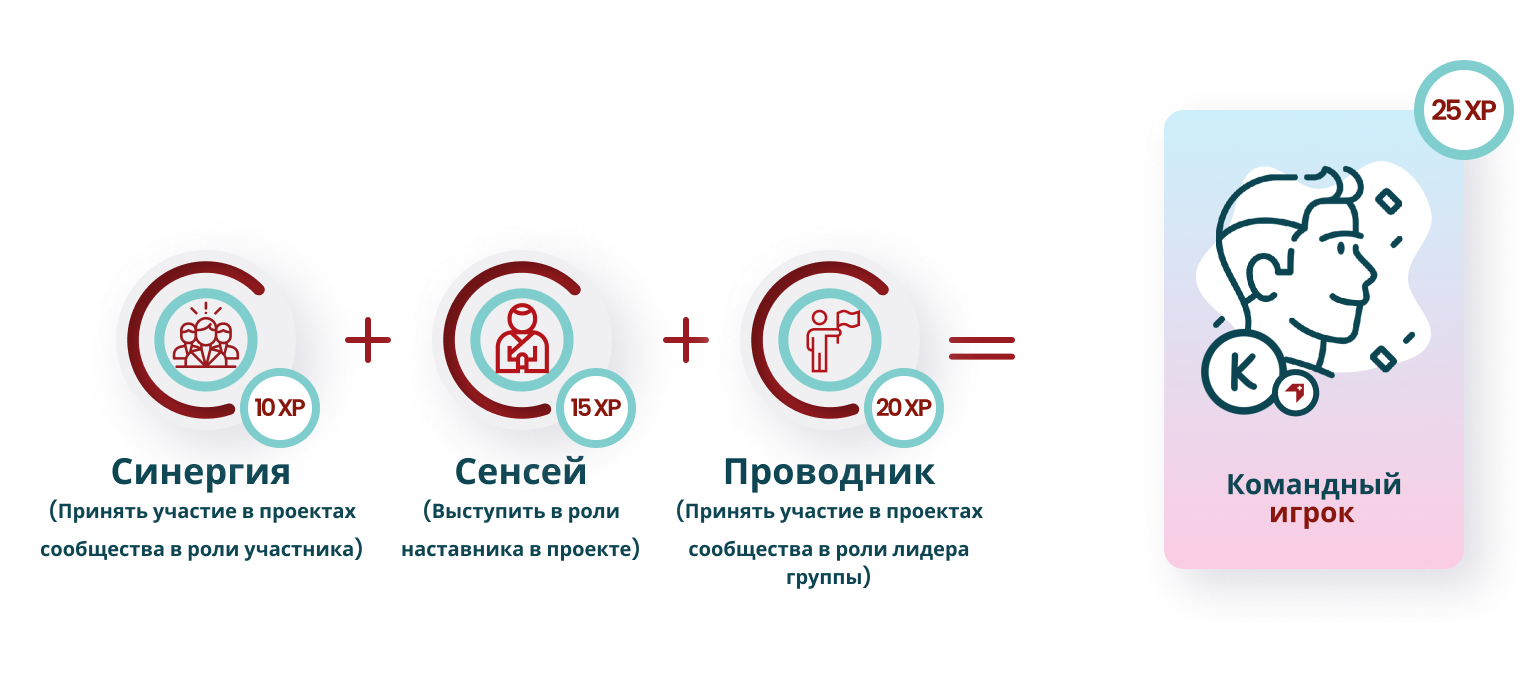 25 XP
K
10 XP
15 XP
20 XP
Синергия
(Принять участие в проектах
сообщества в роли участника)
Сенсей
(Выступить в роли
наставника в проекте)
Проводник
(Принять участие в проектах
сообщества в роли лидера
группы)
Командный
игрок